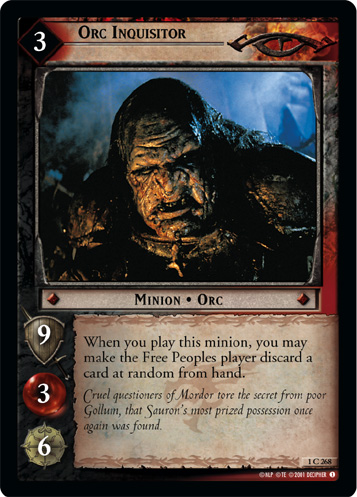 3
Orc Inquisitor
Minion • Orc
9
3
6
When you play this minion, you may
make the Free Peoples player discard a
card at random from hand.
Cruel questioners of Mordor tore the secret from poor
Gollum, that Sauron's most prized possession once
again was found.
1 C 268
©NLP ™TE ©2001 DECIPHER